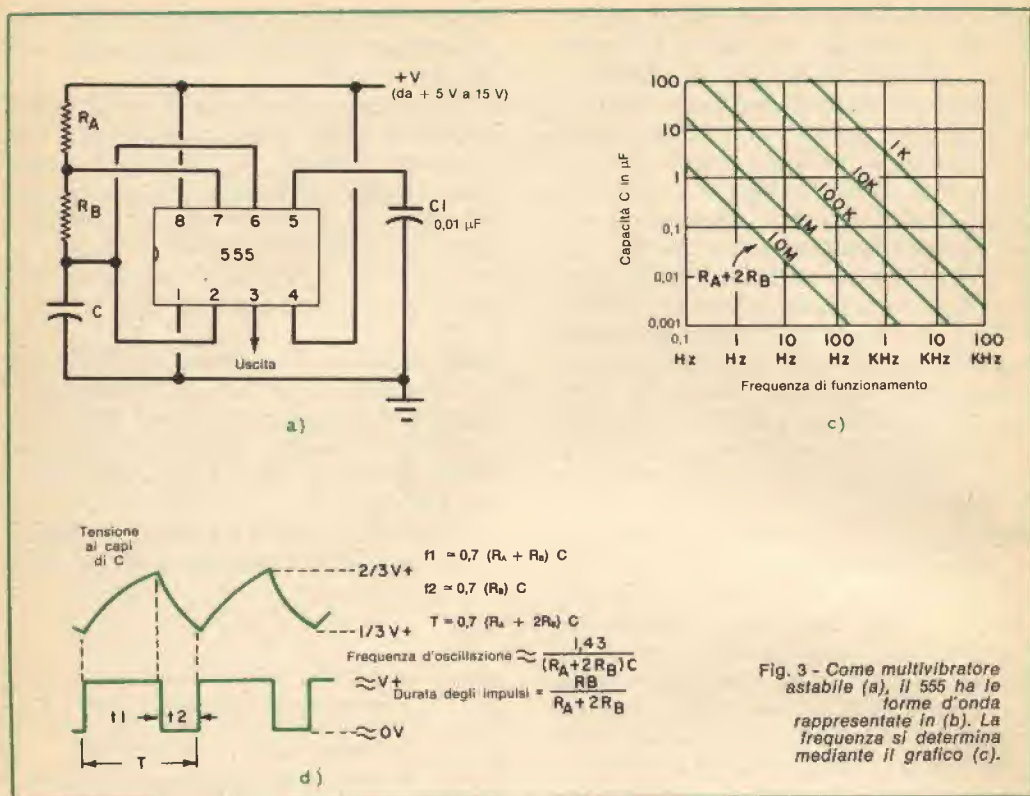 +V
(da + 5 V a 15 V)
RA
RB
8 7 6 5
555
1 2 3 4
C
C1
0,01 µF
Uscita
a)
Capacità C in µF
100
10
1
0,1
0,01
0,001
1K
10K
100K
1M
10M
RA+2RB
0,1 Hz 1 Hz 10 Hz 100 Hz 1 KHz 10 KHz 100 KHz
Frequenza di funzionamento
c)
Tensione
ai capi
di C
2/3V+
1/3V+
t1 ≃ 0,7 (RA + RB) C
t2 ≃ 0,7 (RB) C
T = 0,7 (RA + 2RB) C
Frequenza d'oscillazione ≈ 1,43 / (RA+2RB)C
≈V+
Durata degli impulsi = RB / RA+2RB
≈0V
t1 t2
T
d)
Fig. 3 - Come multivibratore
astabile (a), il 555 ha le
forme d'onda
rappresentate in (b). La
frequenza si determina
mediante il grafico (c).